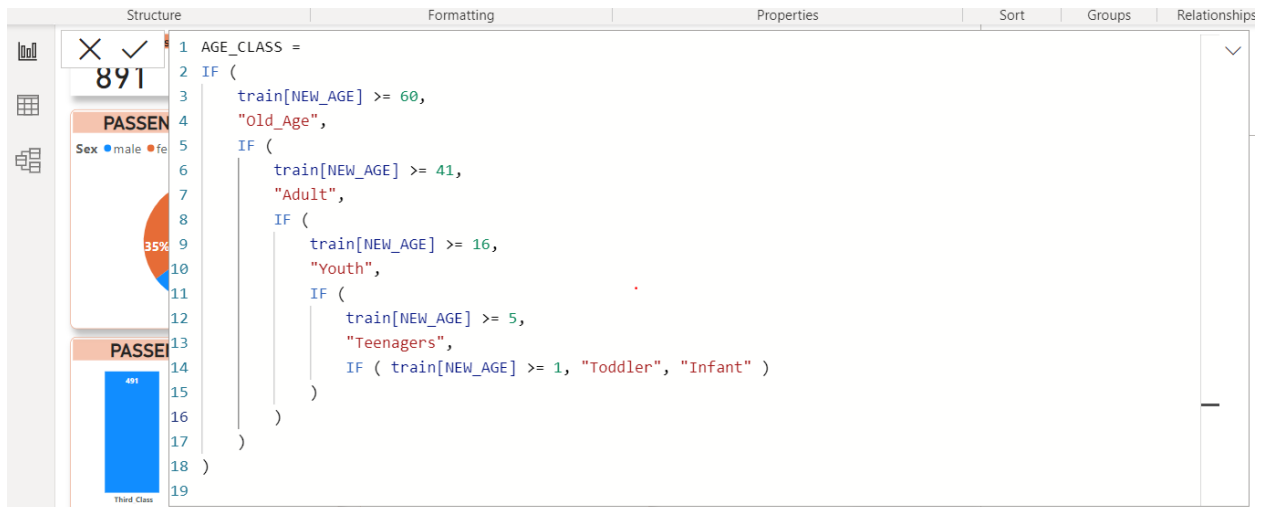 Structure Formatting Properties Sort Groups Relationships
891
PASSEN
Sex male fe
35%
PASSE
491
Third Class
1 AGE_CLASS =
2 IF (
3 train[NEW_AGE] >= 60,
4 "Old_Age",
5 IF (
6 train[NEW_AGE] >= 41,
7 "Adult",
8 IF (
9 train[NEW_AGE] >= 16,
10 "Youth",
11 IF (
12 train[NEW_AGE] >= 5,
13 "Teenagers",
14 IF ( train[NEW_AGE] >= 1, "Toddler", "Infant" )
15 )
16 )
17 )
18 )
19